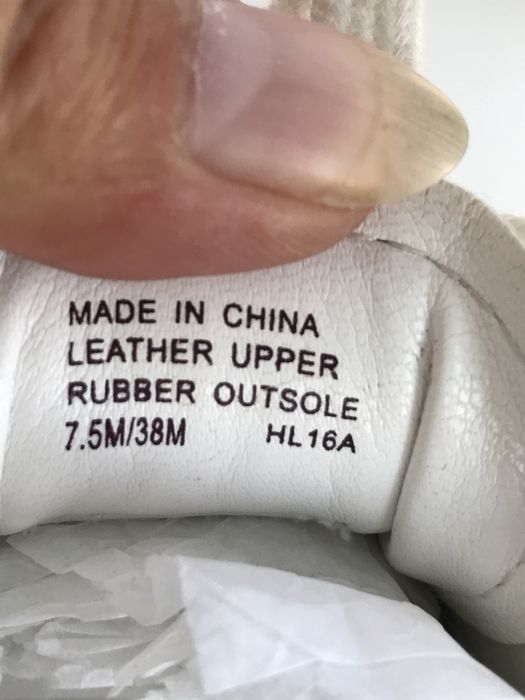 MADE IN CHINA
LEATHER UPPER
RUBBER OUTSOLE
7.5M/38M HL16A